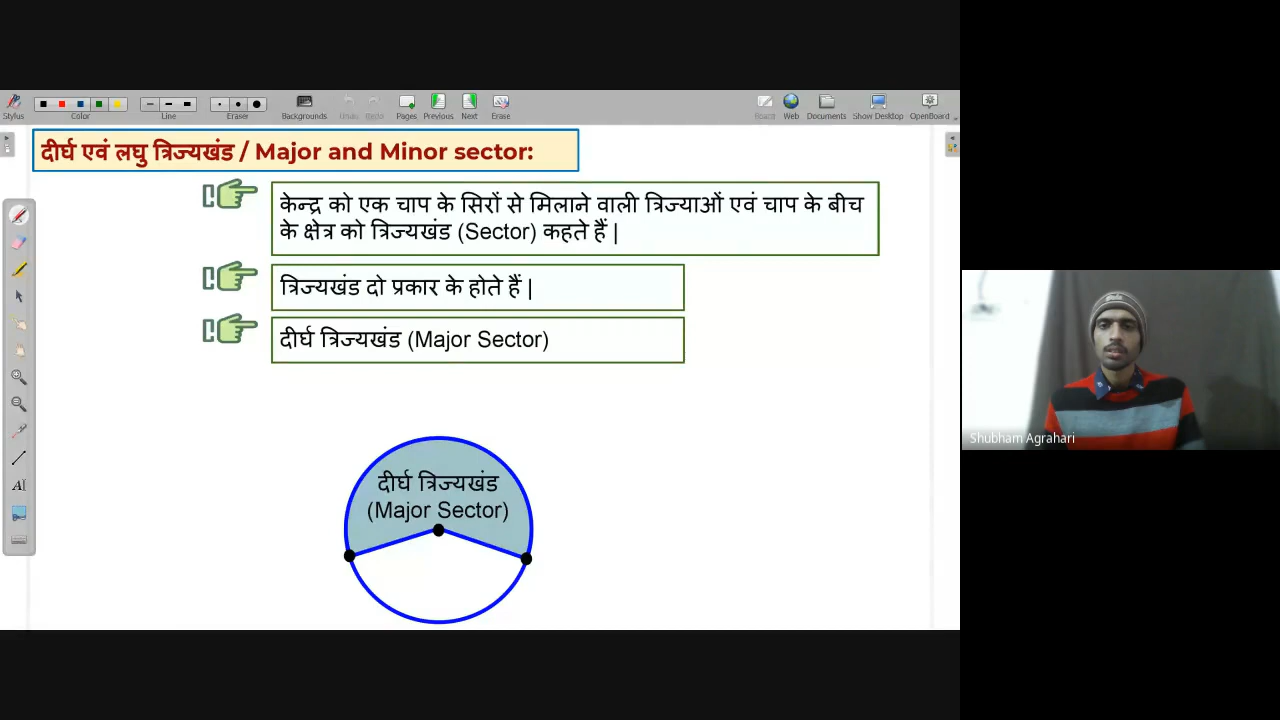 Stylus
Color
Line
Eraser
Backgrounds
Undo
Redo
Pages
Previous
Next
Erase
Board
Web
Documents
Show Desktop
OpenBoard
दीर्घ एवं लघु त्रिज्यखंड / Major and Minor sector:
केन्द्र को एक चाप के सिरों से मिलाने वाली त्रिज्याओं एवं चाप के बीच
के क्षेत्र को त्रिज्यखंड (Sector) कहते हैं |
त्रिज्यखंड दो प्रकार के होते हैं |
दीर्घ त्रिज्यखंड (Major Sector)
दीर्घ त्रिज्यखंड
(Major Sector)
Shubham Agrahari